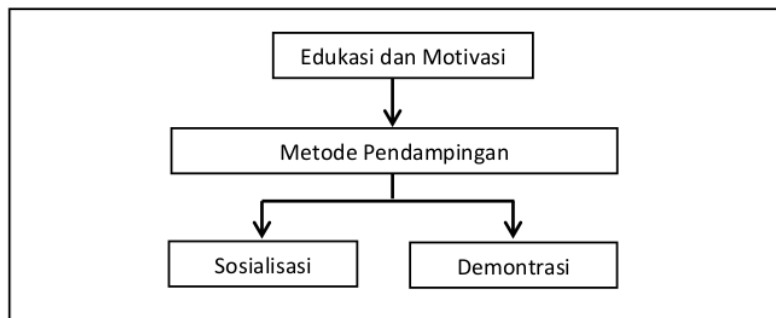 Edukasi dan Motivasi
Metode Pendampingan
Sosialisasi
Demontrasi